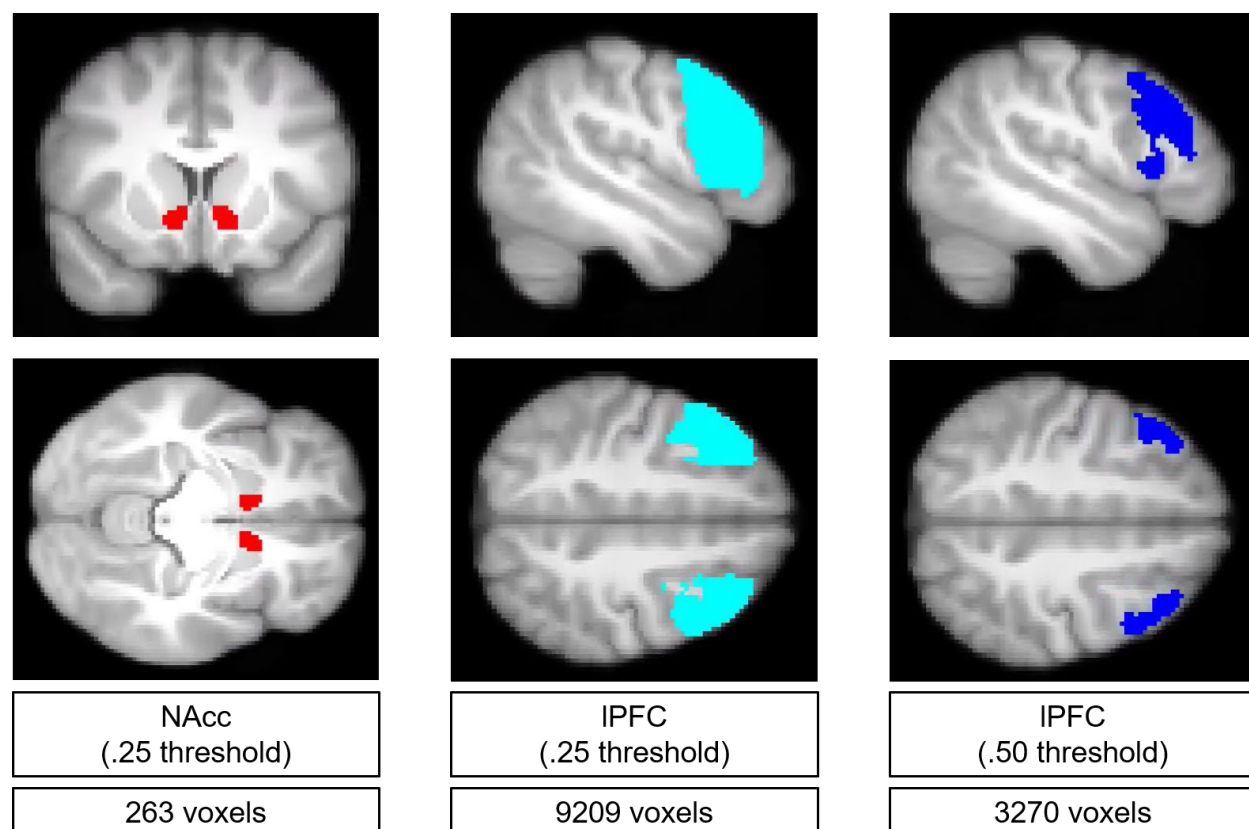 NAcc
(.25 threshold)
263 voxels
lPFC
(.25 threshold)
9209 voxels
lPFC
(.50 threshold)
3270 voxels